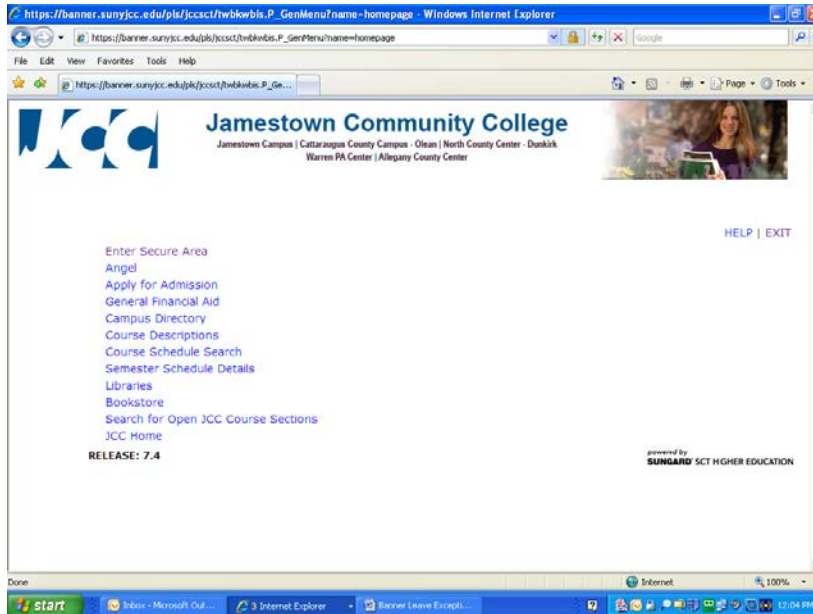 https://banner.sunyjcc.edu/pls/jccsct/twbkwbis.P_GenMenu?name=homepage - Windows Internet Explorer
https://banner.sunyjcc.edu/pls/jccsct/twbkwbis.P_GenMenu?name=homepage
Google
File Edit View Favorites Tools Help
https://banner.sunyjcc.edu/pls/jccsct/twbkwbis.P_Ge...
Page Tools
JCC
Jamestown Community College
Jamestown Campus | Cattaraugus County Campus - Olean | North County Center - Dunkirk
Warren PA Center | Allegany County Center
HELP | EXIT
Enter Secure Area
Angel
Apply for Admission
General Financial Aid
Campus Directory
Course Descriptions
Course Schedule Search
Semester Schedule Details
Libraries
Bookstore
Search for Open JCC Course Sections
JCC Home
RELEASE: 7.4
powered by
SUNGARD SCT HIGHER EDUCATION
Done Internet 100%
start Inbox - Microsoft Out... 3 Internet Explorer Banner Leave Excepti... 12:04 PM